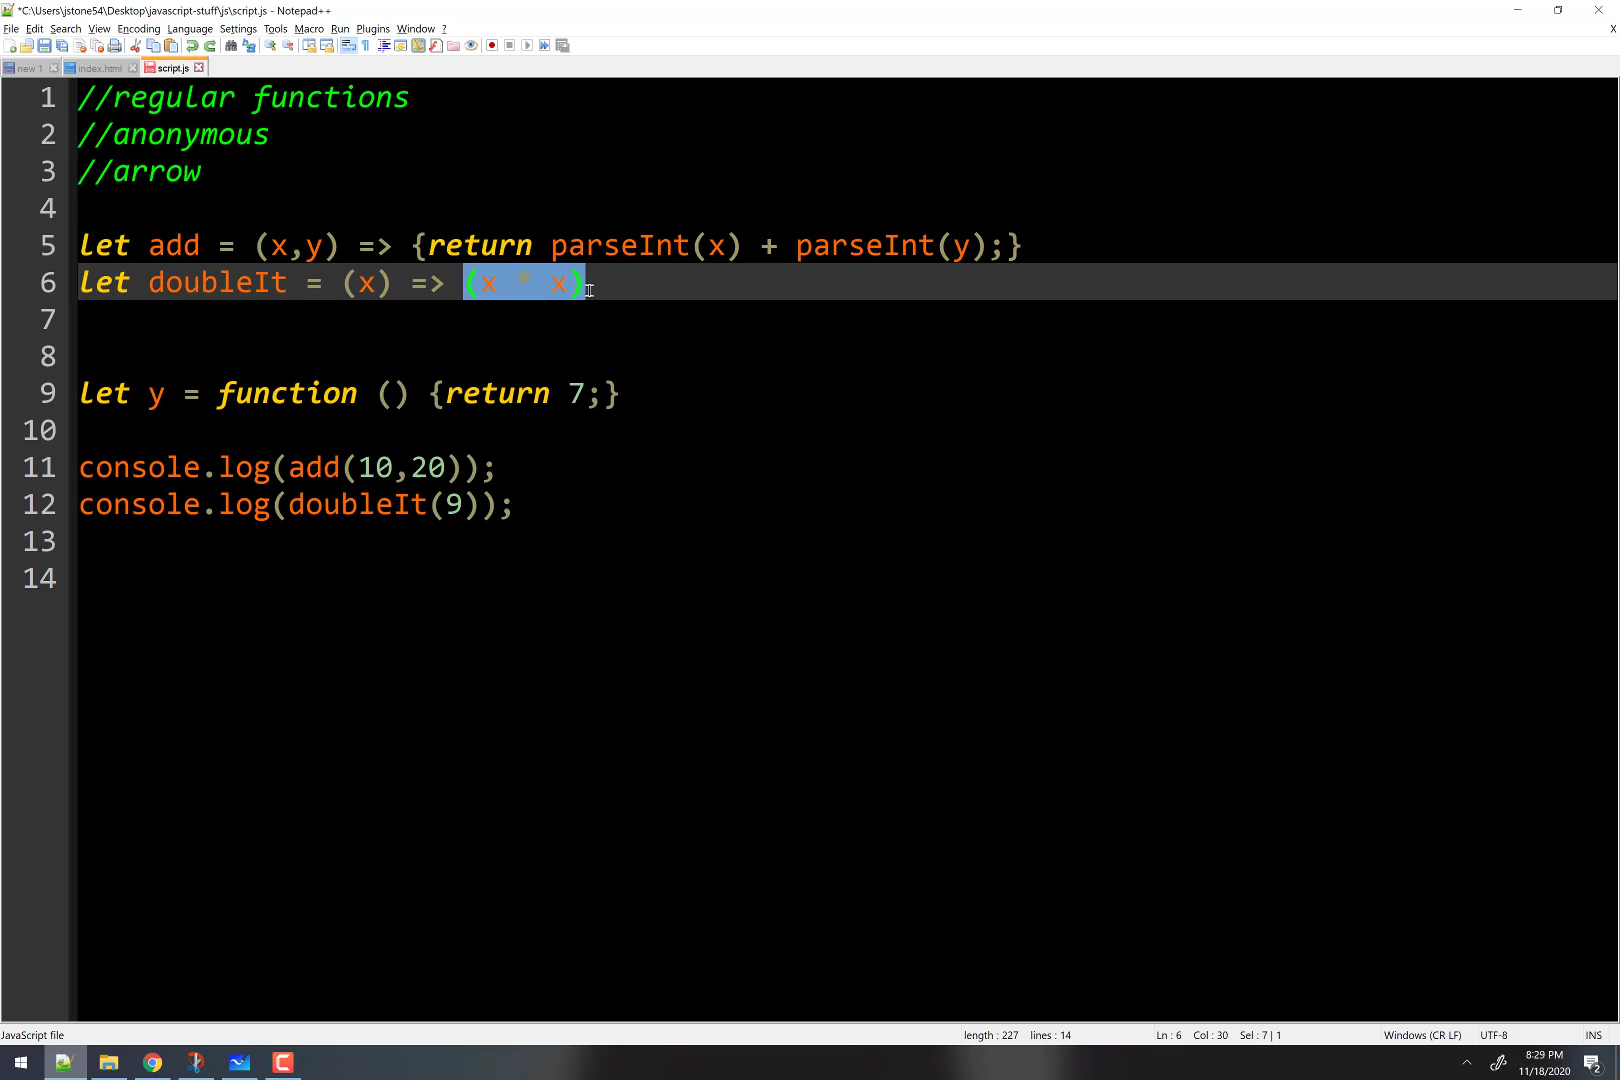 *C:\Users\jstone54\Desktop\javascript-stuff\js\script.js - Notepad++
File Edit Search View Encoding Language Settings Tools Macro Run Plugins Window ? X
new 1 index.html script.js
1 //regular functions
2 //anonymous
3 //arrow
4
5 let add = (x,y) => {return parseInt(x) + parseInt(y);}
6 let doubleIt = (x) => (x * x)
7
8
9 let y = function () {return 7;}
10
11 console.log(add(10,20));
12 console.log(doubleIt(9));
13
14
JavaScript file length : 227 lines : 14 Ln : 6 Col : 30 Sel : 7 | 1 Windows (CR LF) UTF-8 INS
8:29 PM
11/18/2020
2